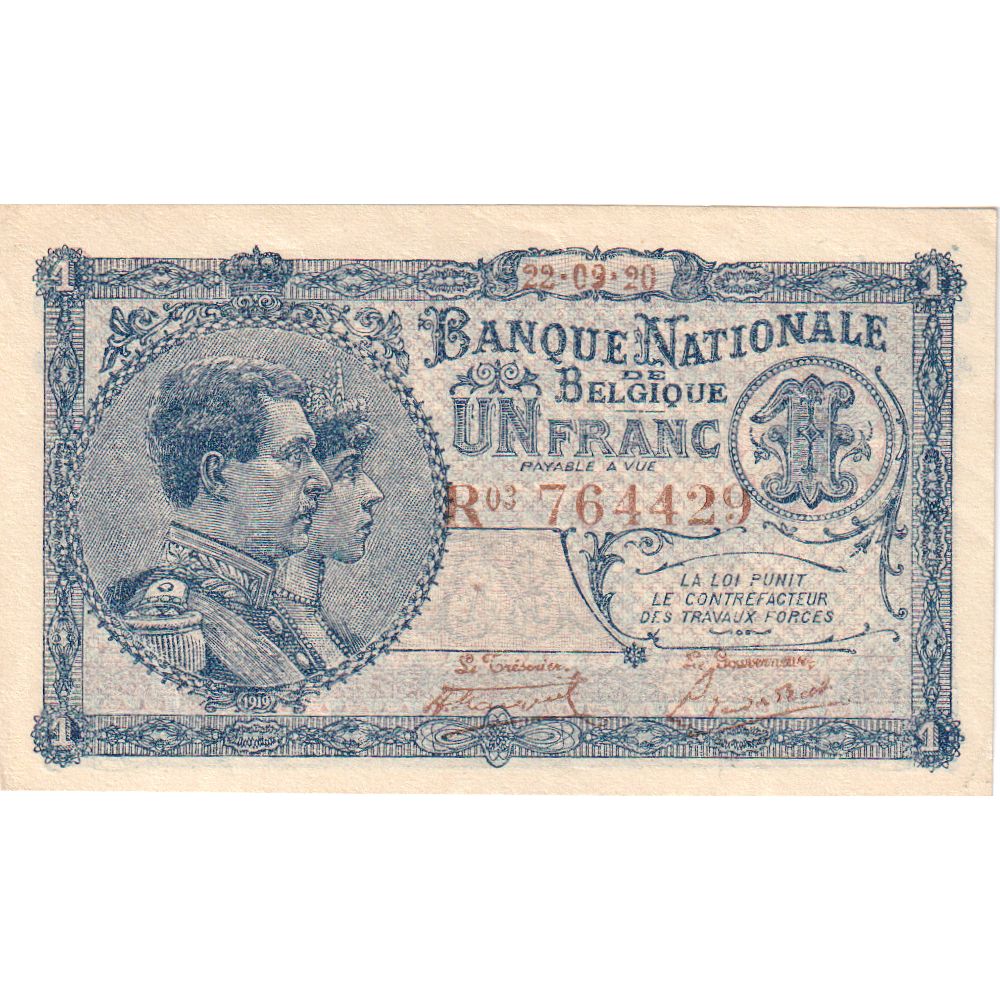 1 22·09·20 1
BANQUE NATIONALE
DE
BELGIQUE
UN FRANC
PAYABLE A VUE
1
R03 764429
LA LOI PUNIT
LE CONTREFACTEUR
DES TRAVAUX FORCES
Le Trésorier. Le Gouverneur,
1919
1 1